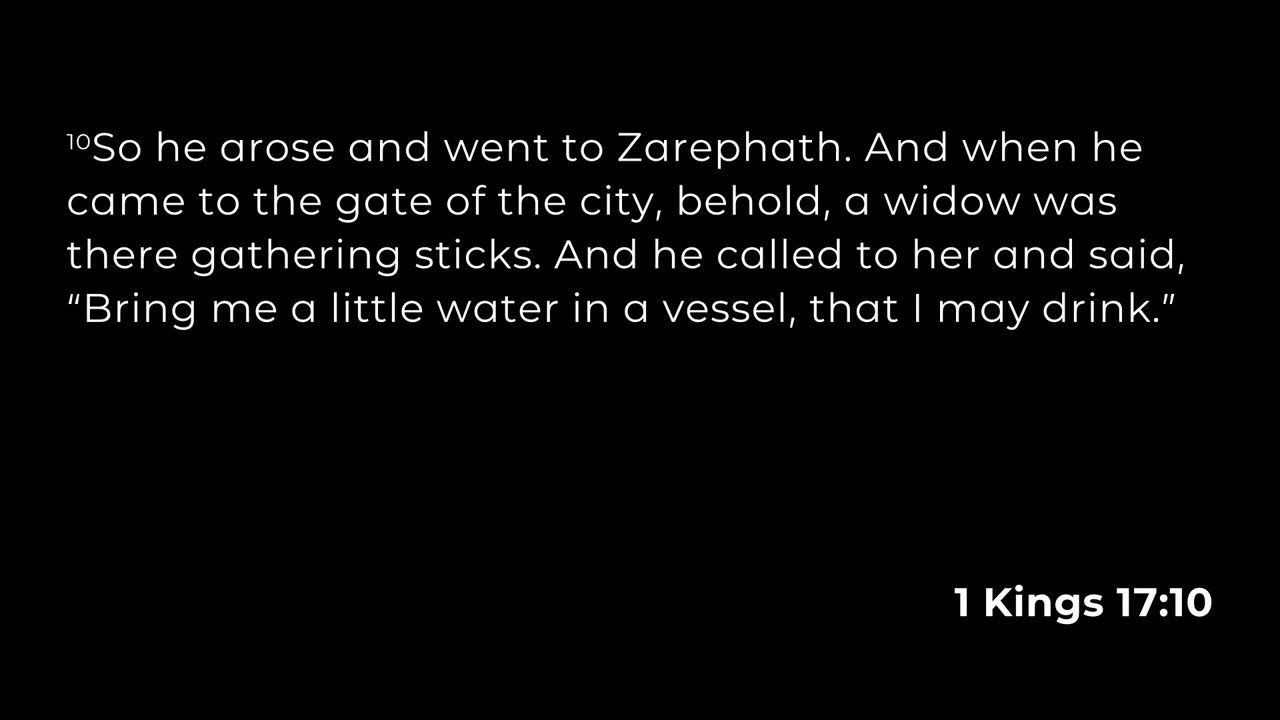 ¹⁰So he arose and went to Zarephath. And when he
came to the gate of the city, behold, a widow was
there gathering sticks. And he called to her and said,
“Bring me a little water in a vessel, that I may drink.”
1 Kings 17:10